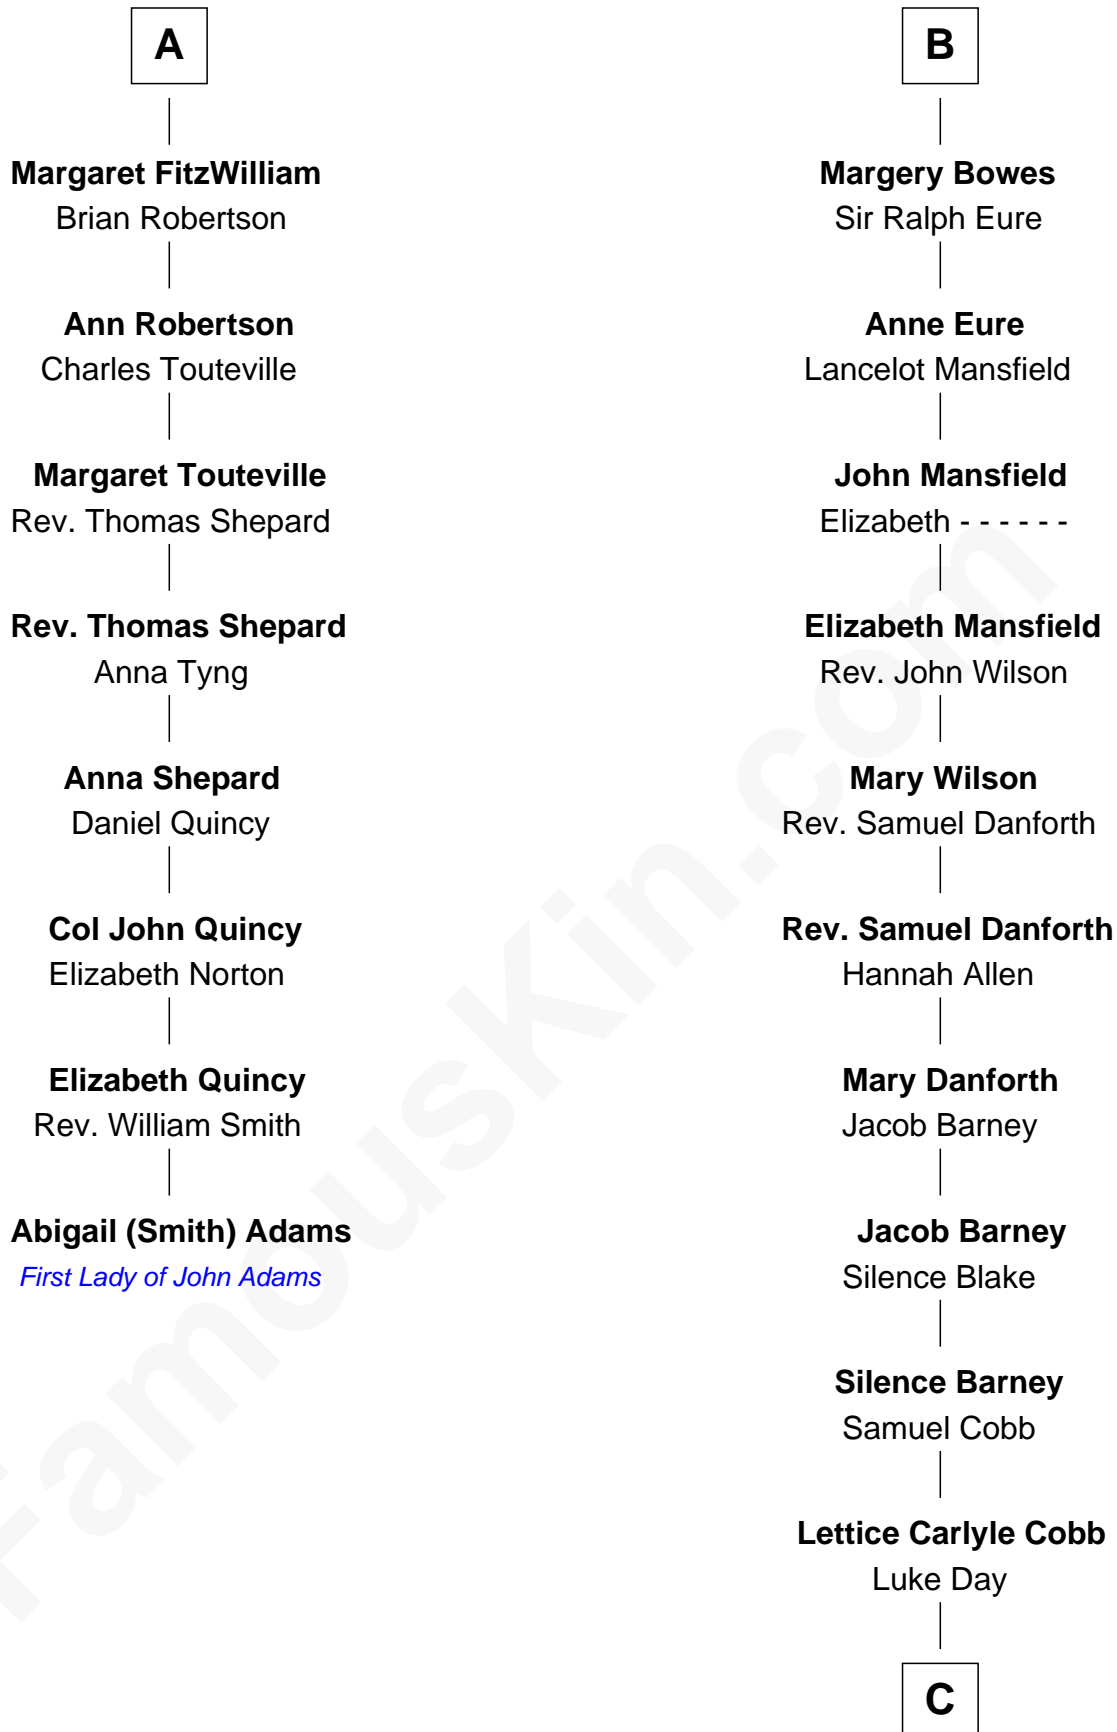 A
Margaret FitzWilliam
Brian Robertson
Ann Robertson
Charles Touteville
Margaret Touteville
Rev. Thomas Shepard
Rev. Thomas Shepard
Anna Tyng
Anna Shepard
Daniel Quincy
Col John Quincy
Elizabeth Norton
Elizabeth Quincy
Rev. William Smith
Abigail (Smith) Adams
First Lady of John Adams
B
Margery Bowes
Sir Ralph Eure
Anne Eure
Lancelot Mansfield
John Mansfield
Elizabeth - - - - - -
Elizabeth Mansfield
Rev. John Wilson
Mary Wilson
Rev. Samuel Danforth
Rev. Samuel Danforth
Hannah Allen
Mary Danforth
Jacob Barney
Jacob Barney
Silence Blake
Silence Barney
Samuel Cobb
Lettice Carlyle Cobb
Luke Day
C
FamousKin.com